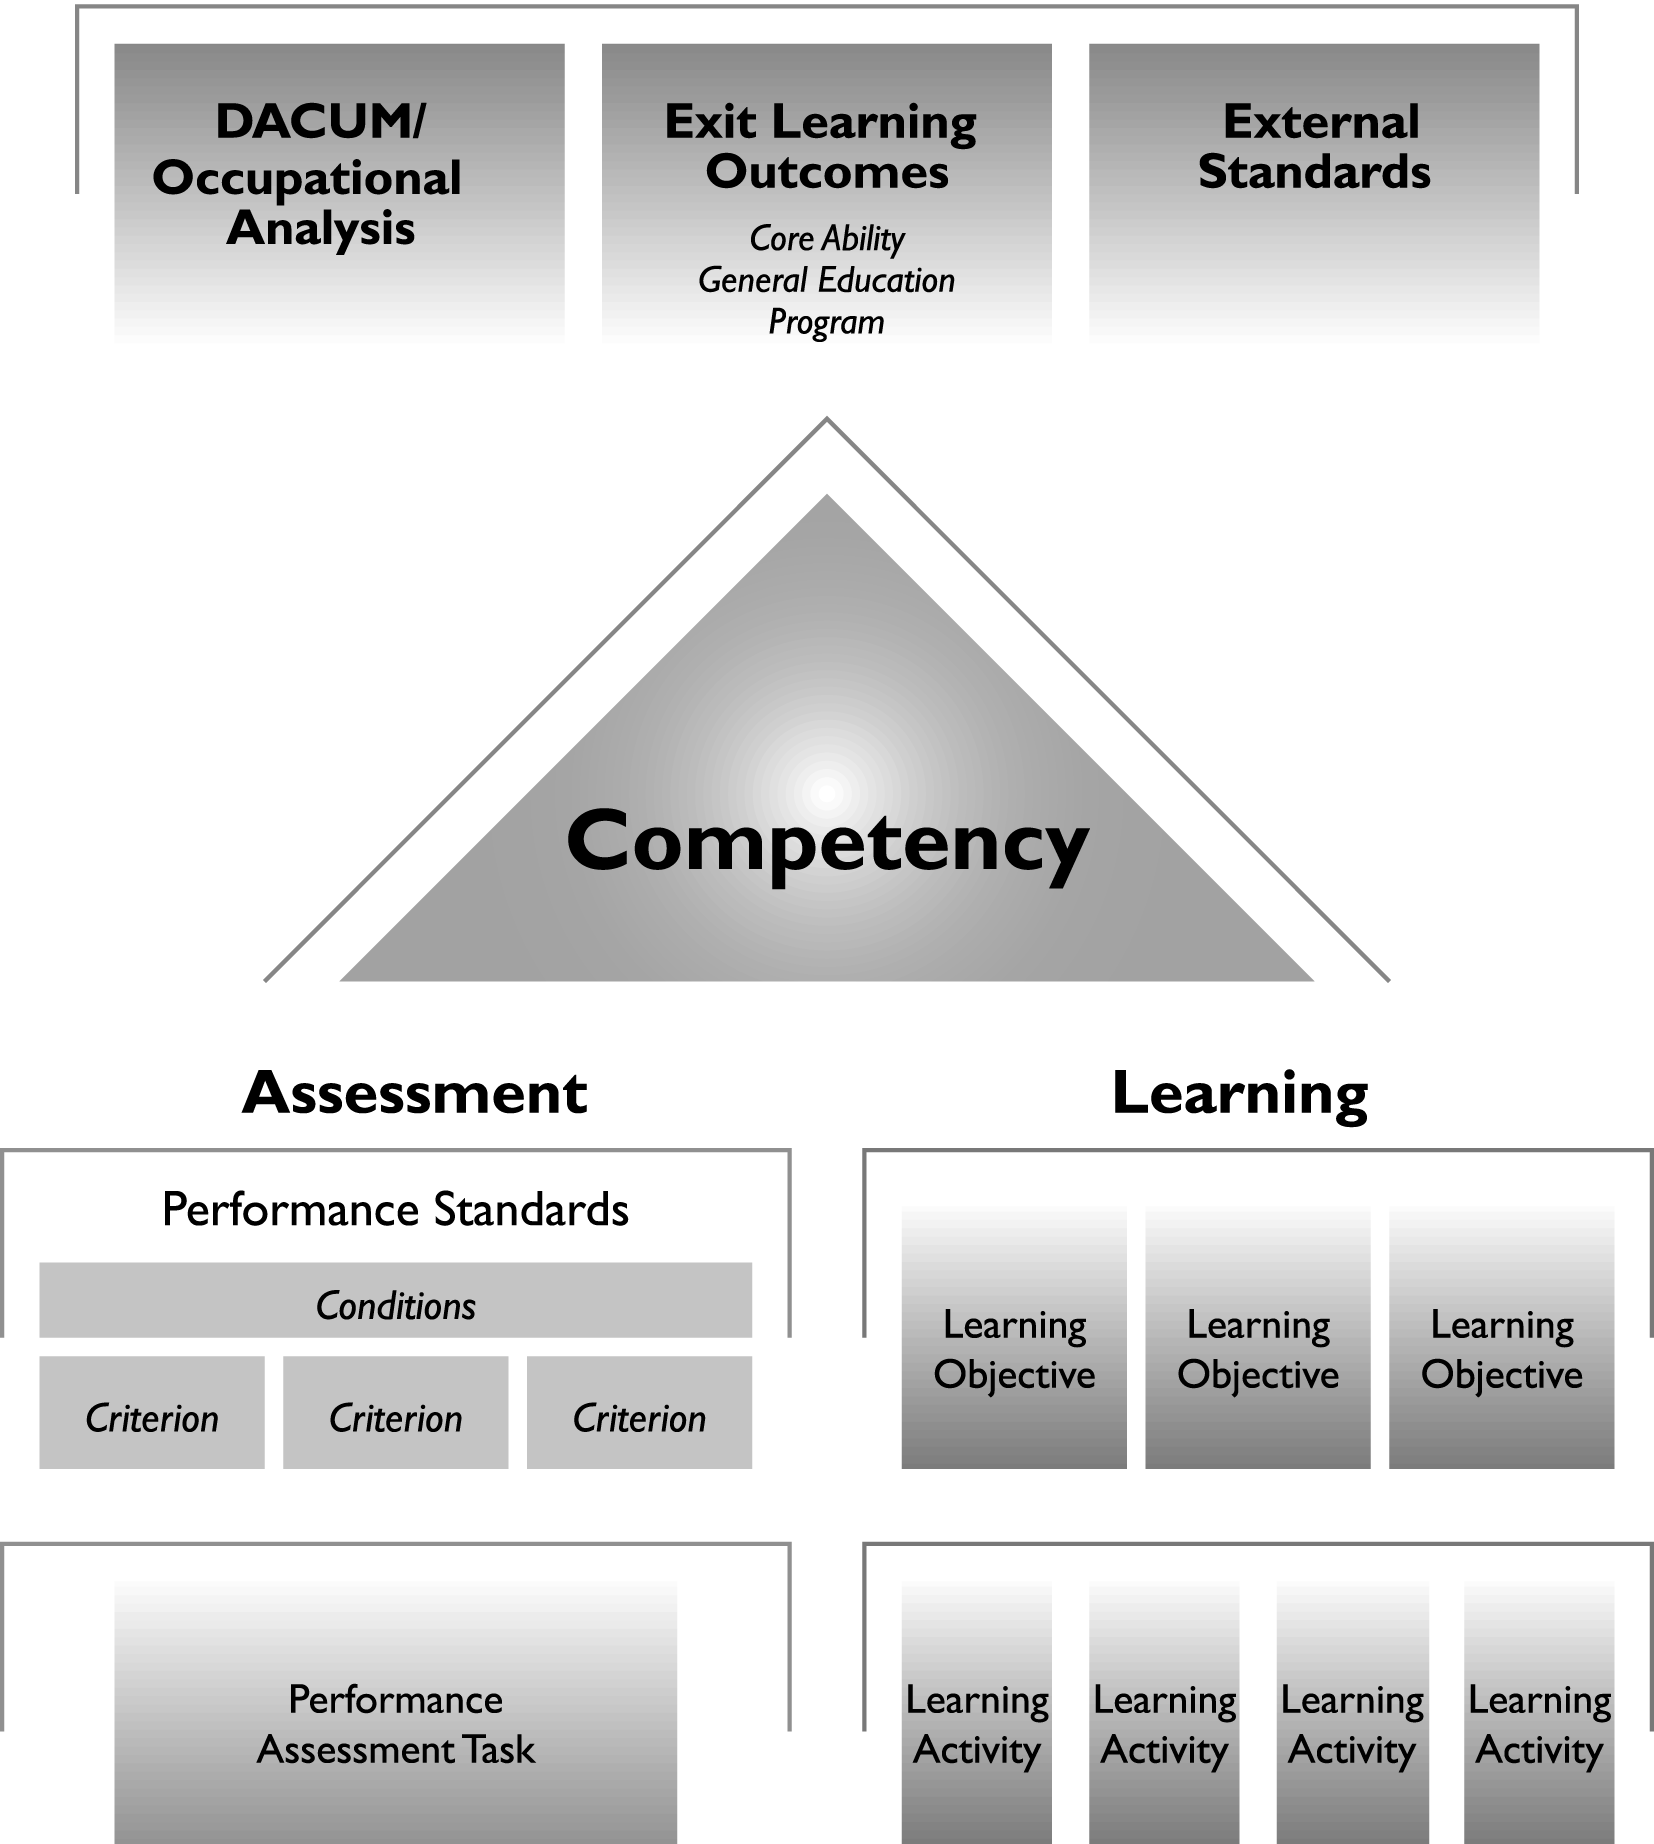 DACUM/
Occupational
Analysis
Exit Learning
Outcomes
Core Ability
General Education
Program
External
Standards
Competency
Assessment
Performance Standards
Conditions
Criterion
Criterion
Criterion
Performance
Assessment Task
Learning
Learning
Objective
Learning
Objective
Learning
Objective
Learning
Activity
Learning
Activity
Learning
Activity
Learning
Activity